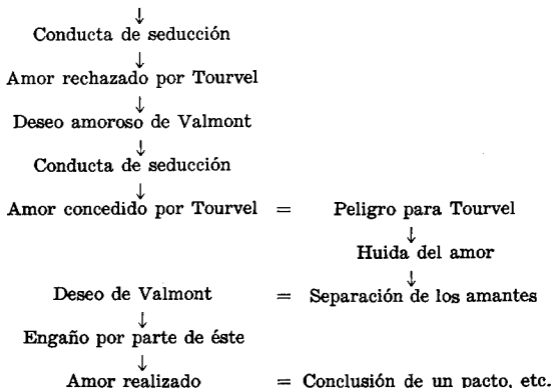 ↓
Conducta de seducción
↓
Amor rechazado por Tourvel
↓
Deseo amoroso de Valmont
↓
Conducta de seducción
↓
Amor concedido por Tourvel = Peligro para Tourvel
↓
Huida del amor
↓
Deseo de Valmont = Separación de los amantes
↓
Engaño por parte de éste
↓
Amor realizado = Conclusión de un pacto, etc.